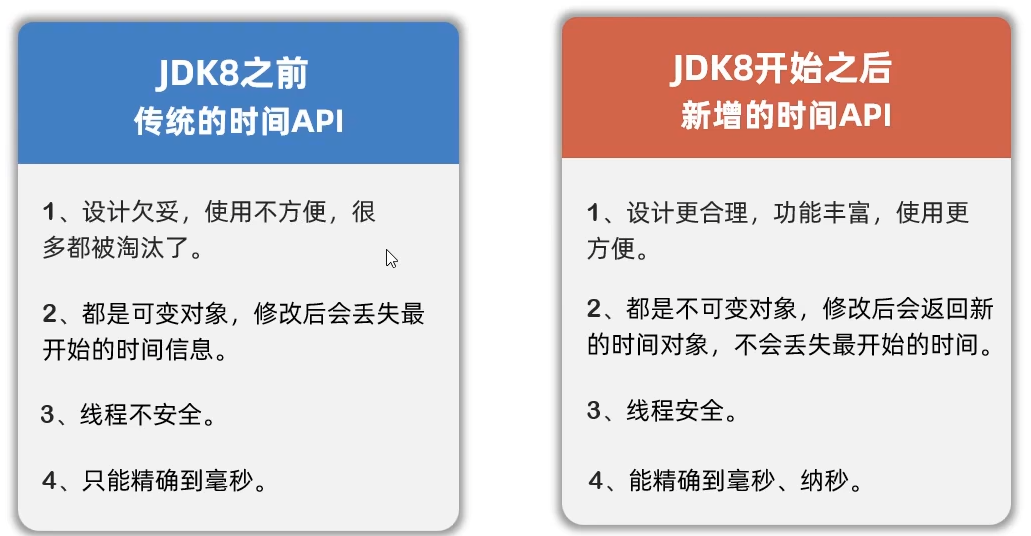 JDK8之前
传统的时间API
1、设计欠妥，使用不方便，很
多都被淘汰了。
2、都是可变对象，修改后会丢失最
开始的时间信息。
3、线程不安全。
4、只能精确到毫秒。
JDK8开始之后
新增的时间API
1、设计更合理，功能丰富，使用更
方便。
2、都是不可变对象，修改后会返回新
的时间对象，不会丢失最开始的时间。
3、线程安全。
4、能精确到毫秒、纳秒。